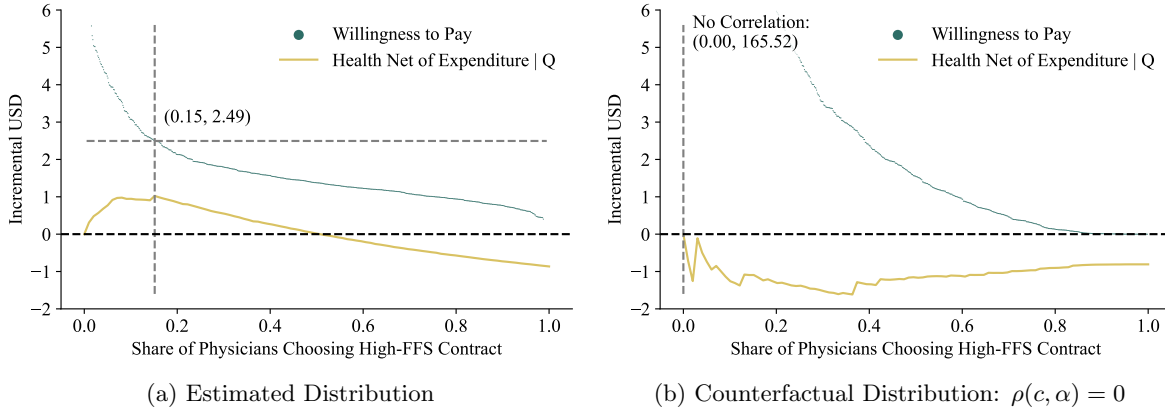 6
5
4
3
2
1
0
−1
−2
Incremental USD
Willingness to Pay
Health Net of Expenditure | Q
(0.15, 2.49)
0.0 0.2 0.4 0.6 0.8 1.0
Share of Physicians Choosing High-FFS Contract
(a) Estimated Distribution
6
5
4
3
2
1
0
−1
−2
Incremental USD
No Correlation:
(0.00, 165.52)
Willingness to Pay
Health Net of Expenditure | Q
0.0 0.2 0.4 0.6 0.8 1.0
Share of Physicians Choosing High-FFS Contract
(b) Counterfactual Distribution: ρ(c, α) = 0